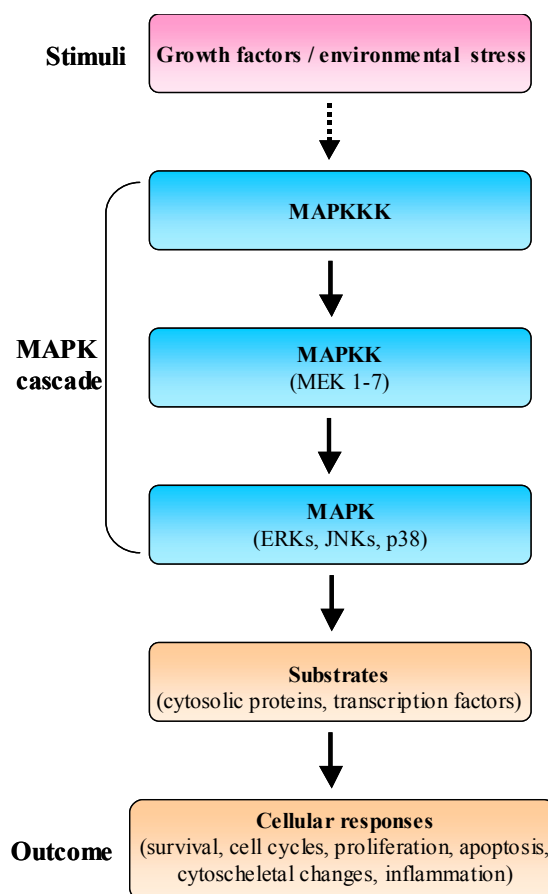 Stimuli
Growth factors / environmental stress
MAPKKK
MAPK
cascade
MAPKK
(MEK 1-7)
MAPK
(ERKs, JNKs, p38)
Substrates
(cytosolic proteins, transcription factors)
Outcome
Cellular responses
(survival, cell cycles, proliferation, apoptosis,
cytoscheletal changes, inflammation)